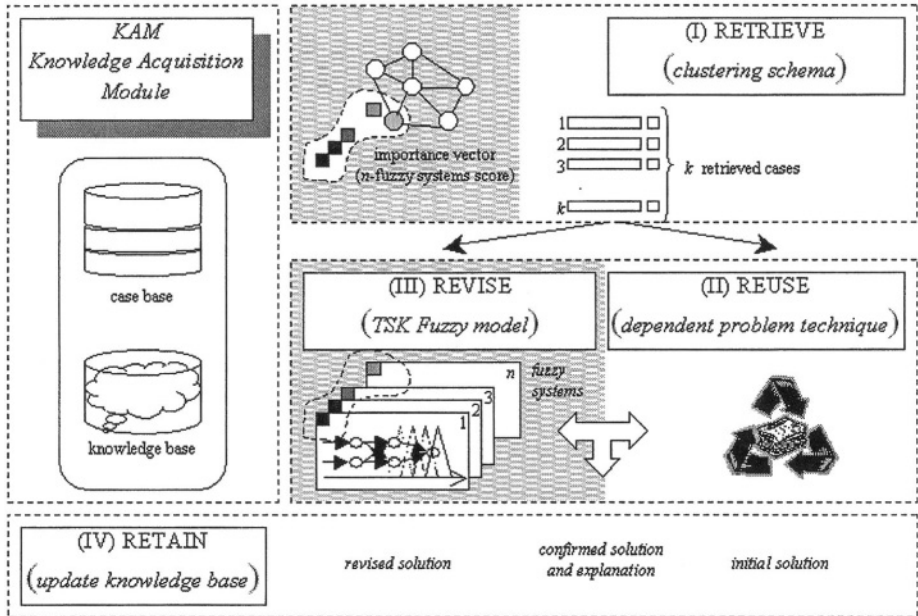 KAM
Knowledge Acquisition
Module
case base
knowledge base
importance vector
(n-fuzzy systems score)
(I) RETRIEVE
(clustering schema)
1
2
3
k
k retrieved cases
(III) REVISE
(TSK Fuzzy model)
n
3
2
1
fuzzy
systems
(II) REUSE
(dependent problem technique)
(IV) RETAIN
(update knowledge base)
revised solution
confirmed solution
and explanation
initial solution